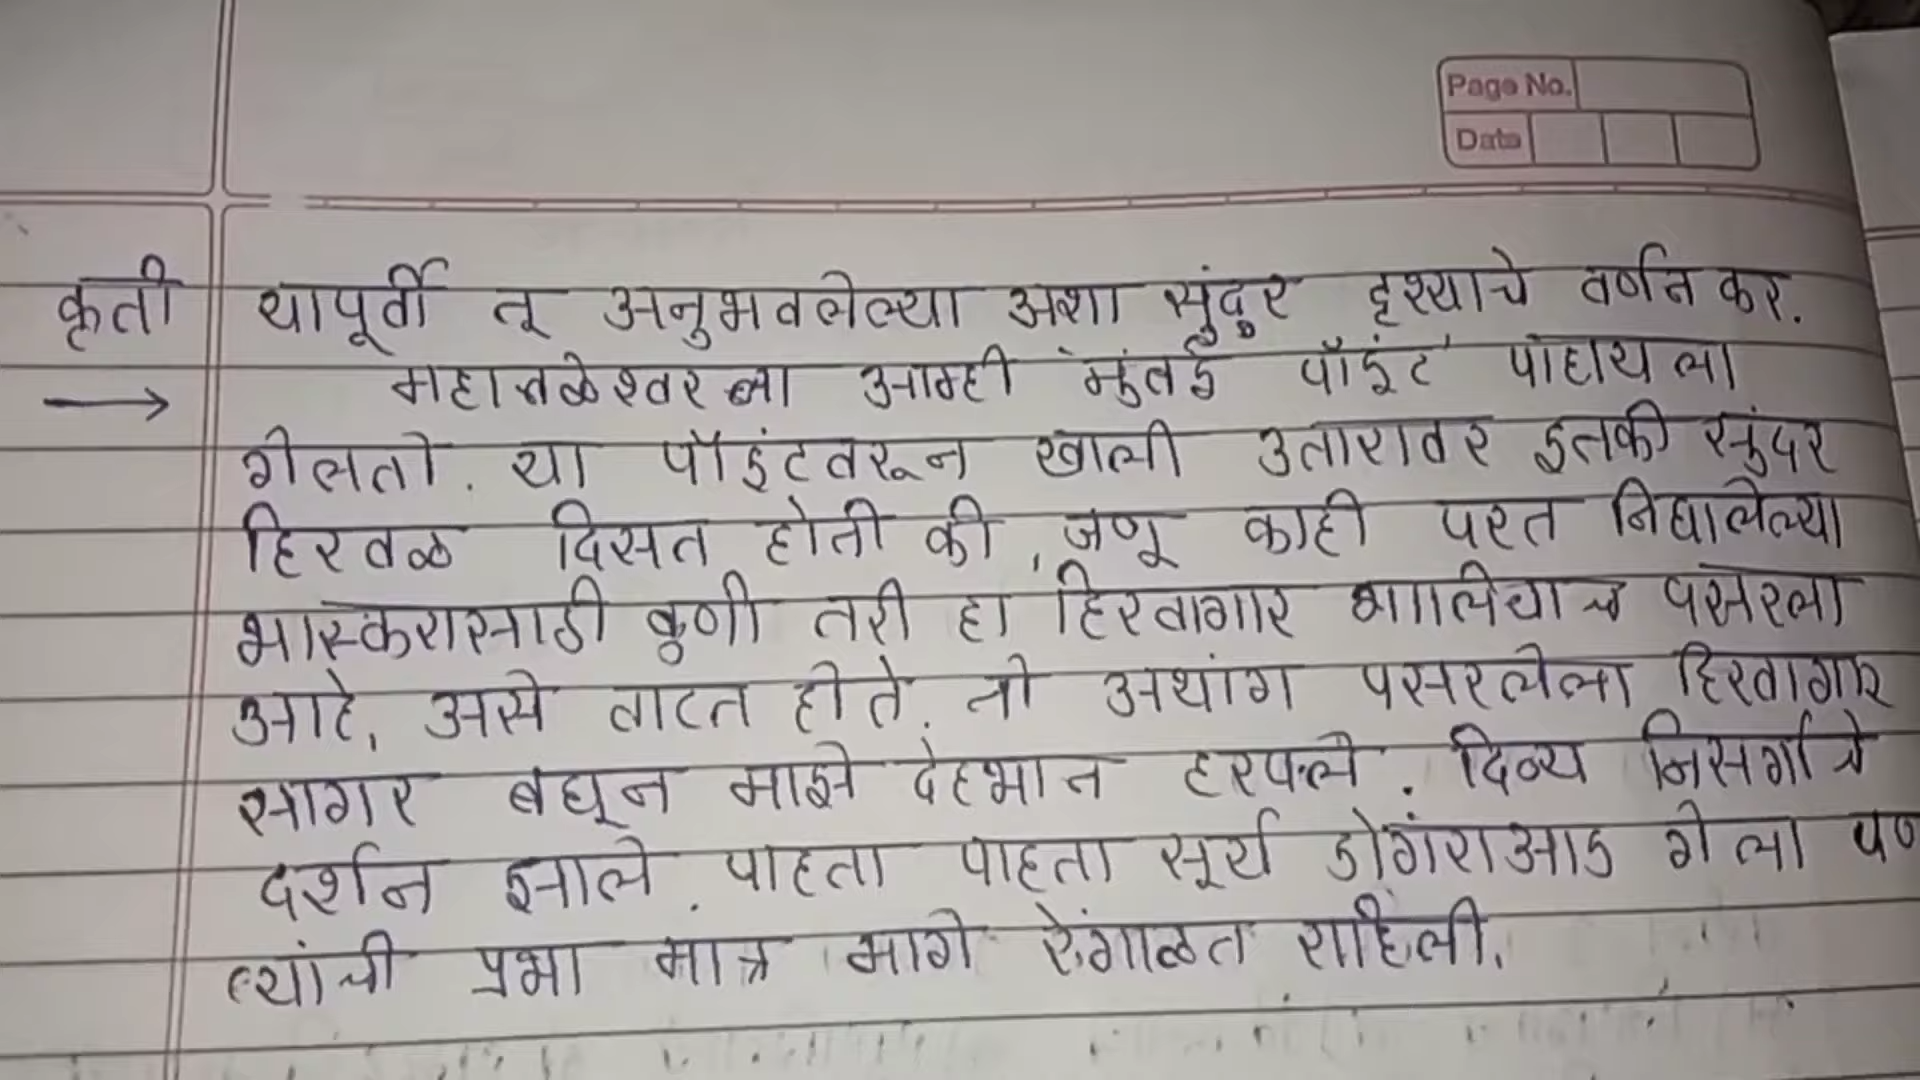 Page No.
Date
कृती यापूर्वी तू अनुभवलेल्या अशा सुंदर दृश्याचे वर्णन कर.
महाबळेश्वरला आम्ही मुंबई पॉइंट पाहायला
गेलतो. या पॉइंटवरून खाली उतारावर इतकी सुंदर
हिरवळ दिसत होती की, जणू काही परत निघालेल्या
भास्करासाठी कुणी तरी हा हिरवागार गालिचाच पसरला
आहे, असे वाटत होते. तो अथांग पसरलेला हिरवागार
सागर बघून माझे देहभान हरपले. दिव्य निसर्गाचे
दर्शन झाले. पाहता पाहता सूर्य डोगंराआड गेला पण
त्यांची प्रभा मात्र मागे रेंगाळत राहिली.